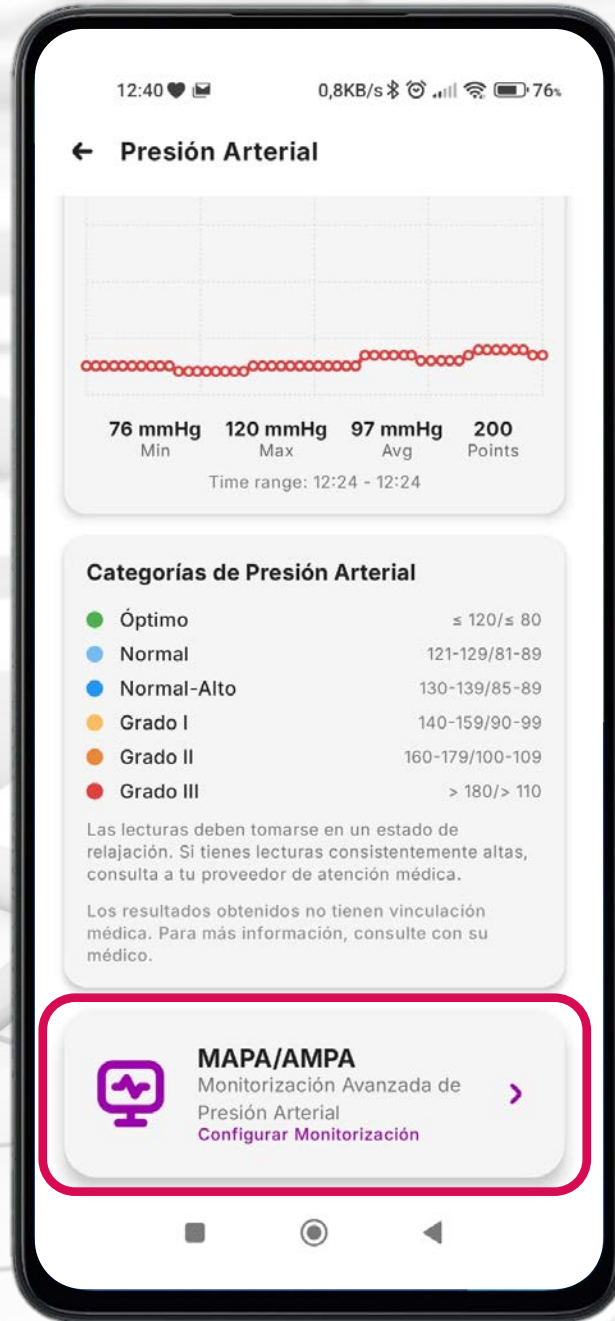 12:40 0,8KB/s 76%
Presión Arterial
76 mmHg 120 mmHg 97 mmHg 200
Min Max Avg Points
Time range: 12:24 - 12:24
Categorías de Presión Arterial
Óptimo ≤ 120/≤ 80
Normal 121-129/81-89
Normal-Alto 130-139/85-89
Grado I 140-159/90-99
Grado II 160-179/100-109
Grado III > 180/> 110
Las lecturas deben tomarse en un estado de
relajación. Si tienes lecturas consistentemente altas,
consulta a tu proveedor de atención médica.
Los resultados obtenidos no tienen vinculación
médica. Para más información, consulte con su
médico.
MAPA/AMPA
Monitorización Avanzada de
Presión Arterial
Configurar Monitorización